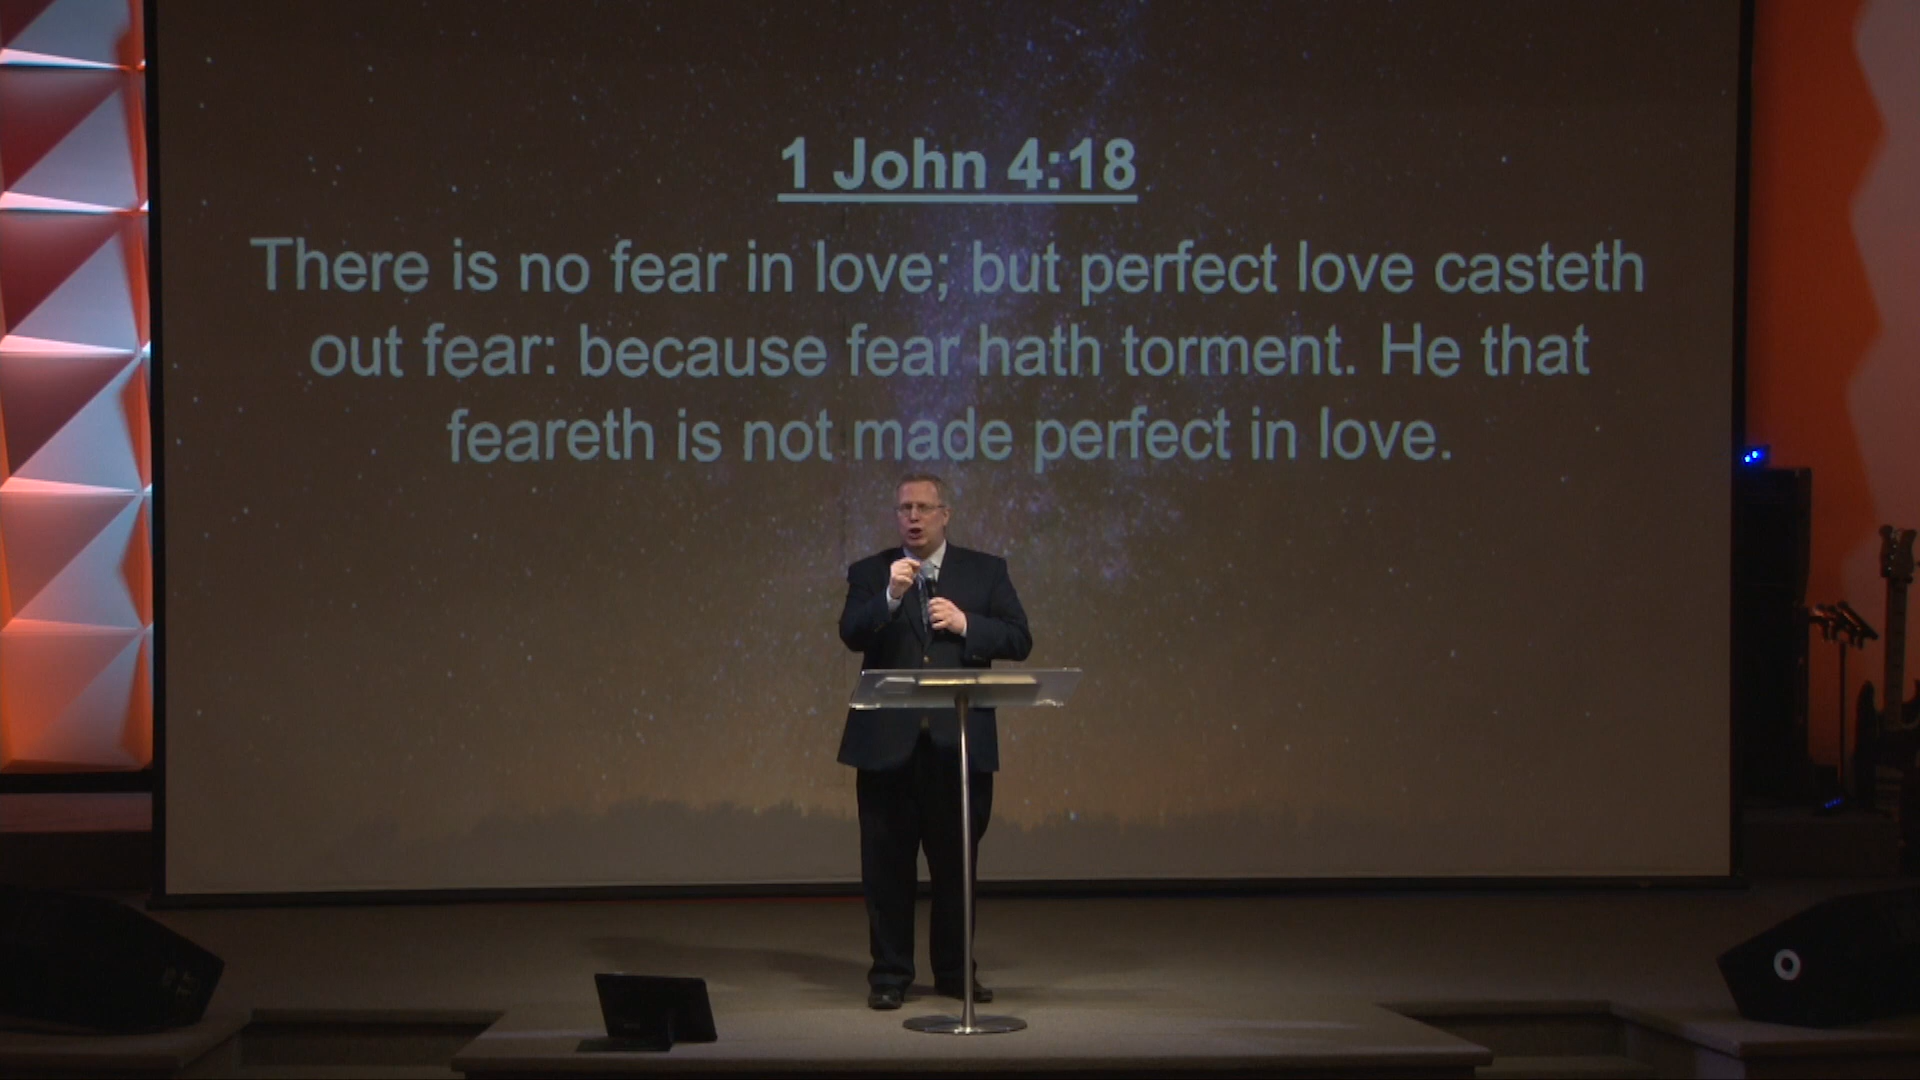 1 John 4:18
There is no fear in love; but perfect love casteth
out fear: because fear hath torment. He that
feareth is not made perfect in love.